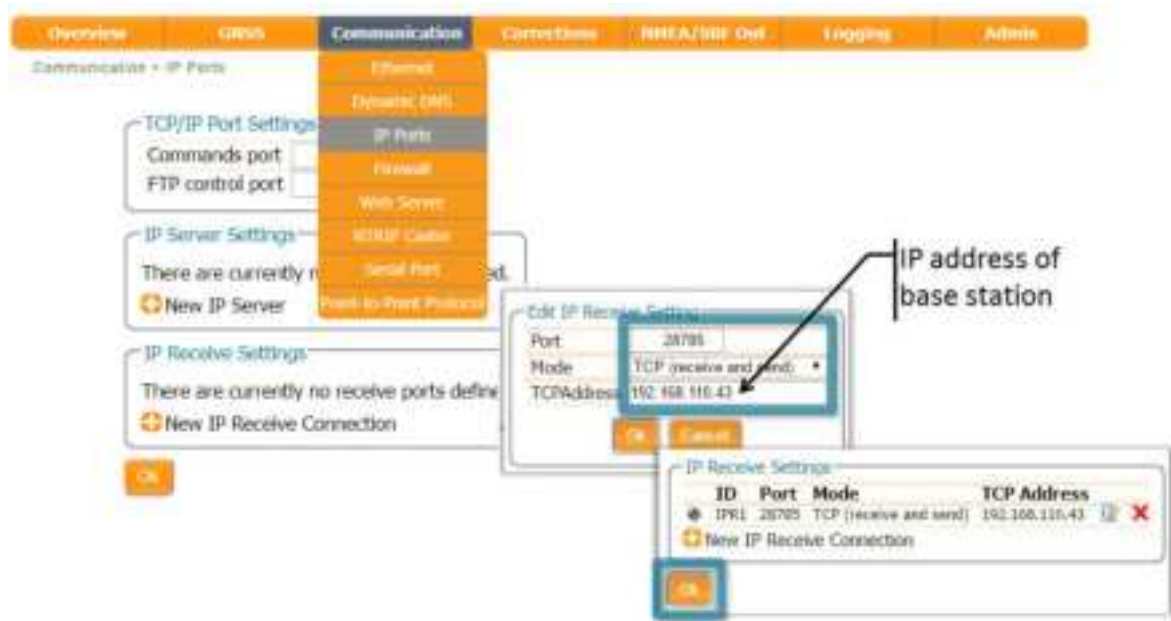 Overview GNSS Communication Corrections NMEA/SBF Out Logging Admin
Communication > IP Ports
Ethernet
Dynamic DNS
IP Ports
Firewall
Web Server
NTRIP Caster
Serial Port
Point-to-Point Protocol
TCP/IP Port Settings
Commands port
FTP control port
IP Server Settings
There are currently
New IP Server
IP Receive Settings
There are currently no receive ports
New IP Receive Connection
Ok
IP address of
base station
Edit IP Receive Setting
Port 28785
Mode TCP (receive and send)
TCPAddress 192.168.110.43
Ok Cancel
IP Receive Settings
ID Port Mode TCP Address
IPR1 28785 TCP (receive and send) 192.168.110.43
New IP Receive Connection
Ok